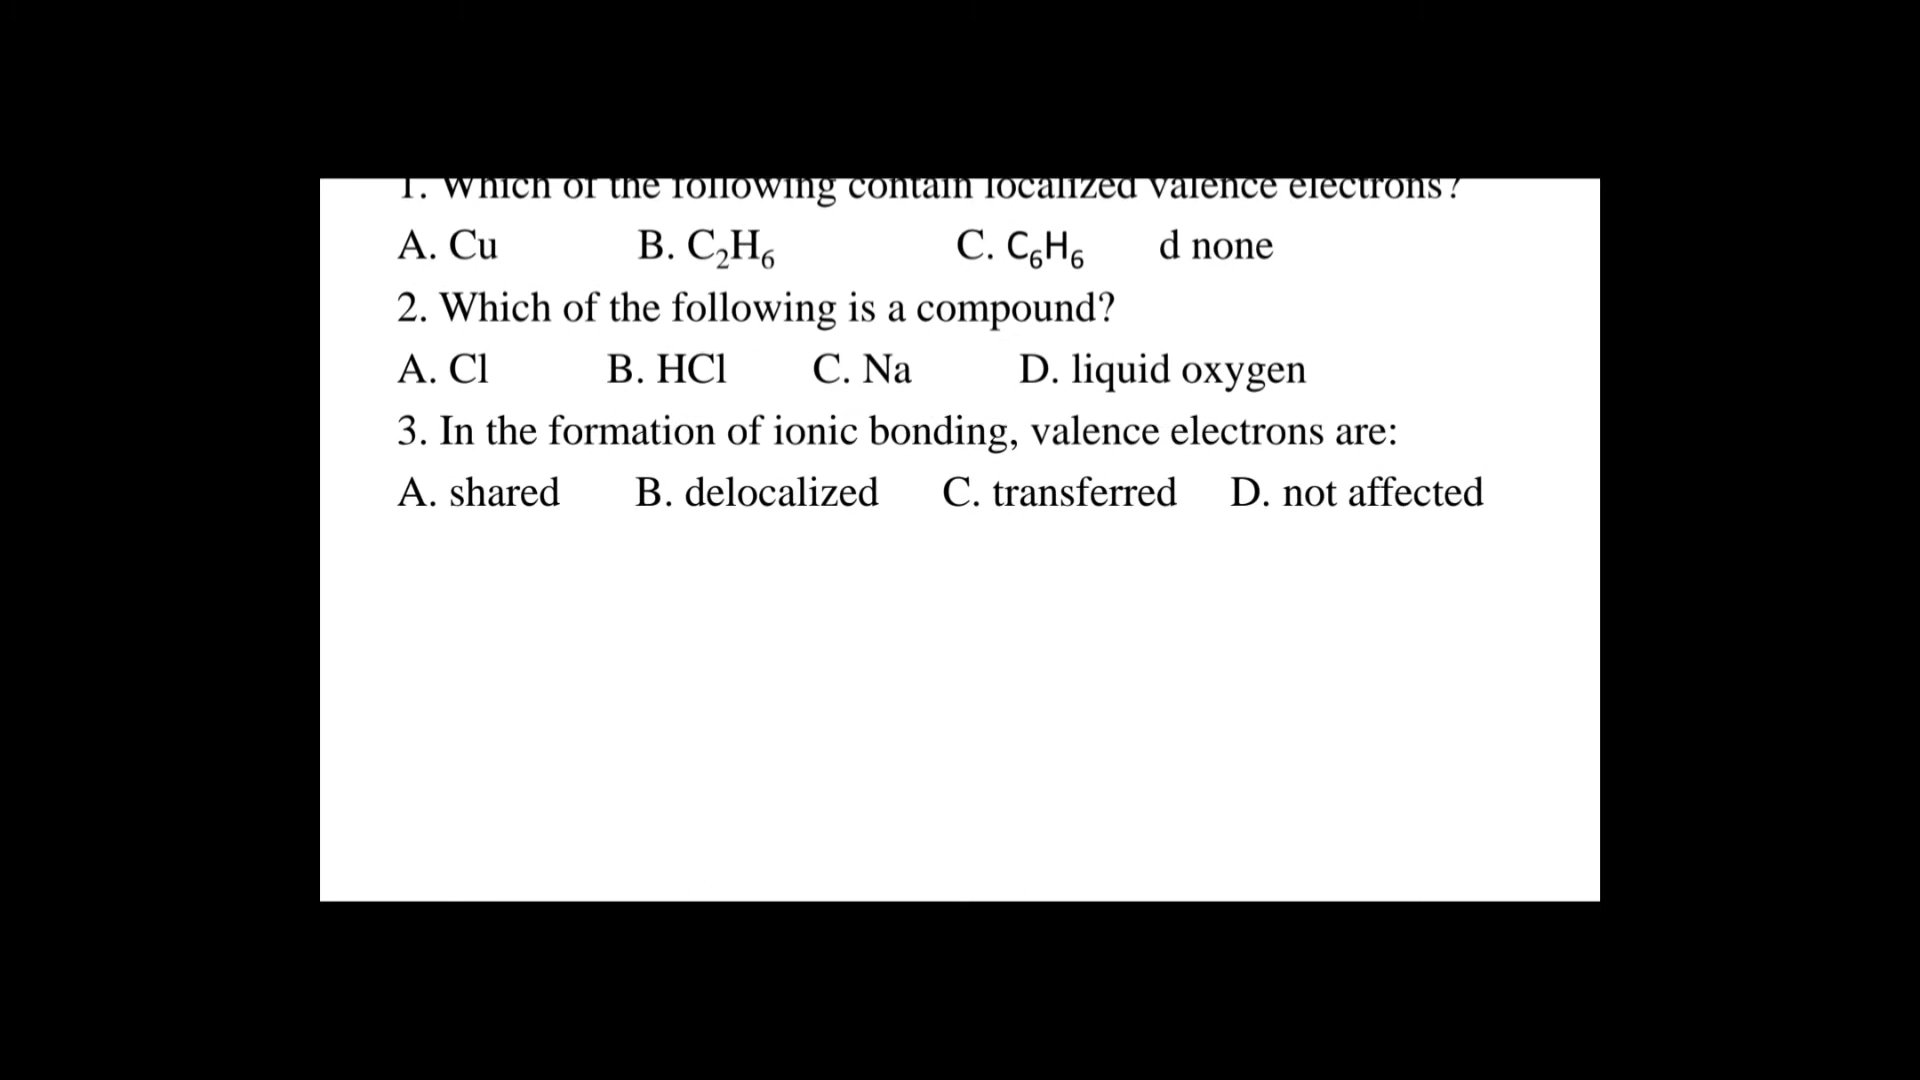 1. Which of the following contain localized valence electrons?
A. Cu B. C₂H₆ C. C₆H₆ d none
2. Which of the following is a compound?
A. Cl B. HCl C. Na D. liquid oxygen
3. In the formation of ionic bonding, valence electrons are:
A. shared B. delocalized C. transferred D. not affected